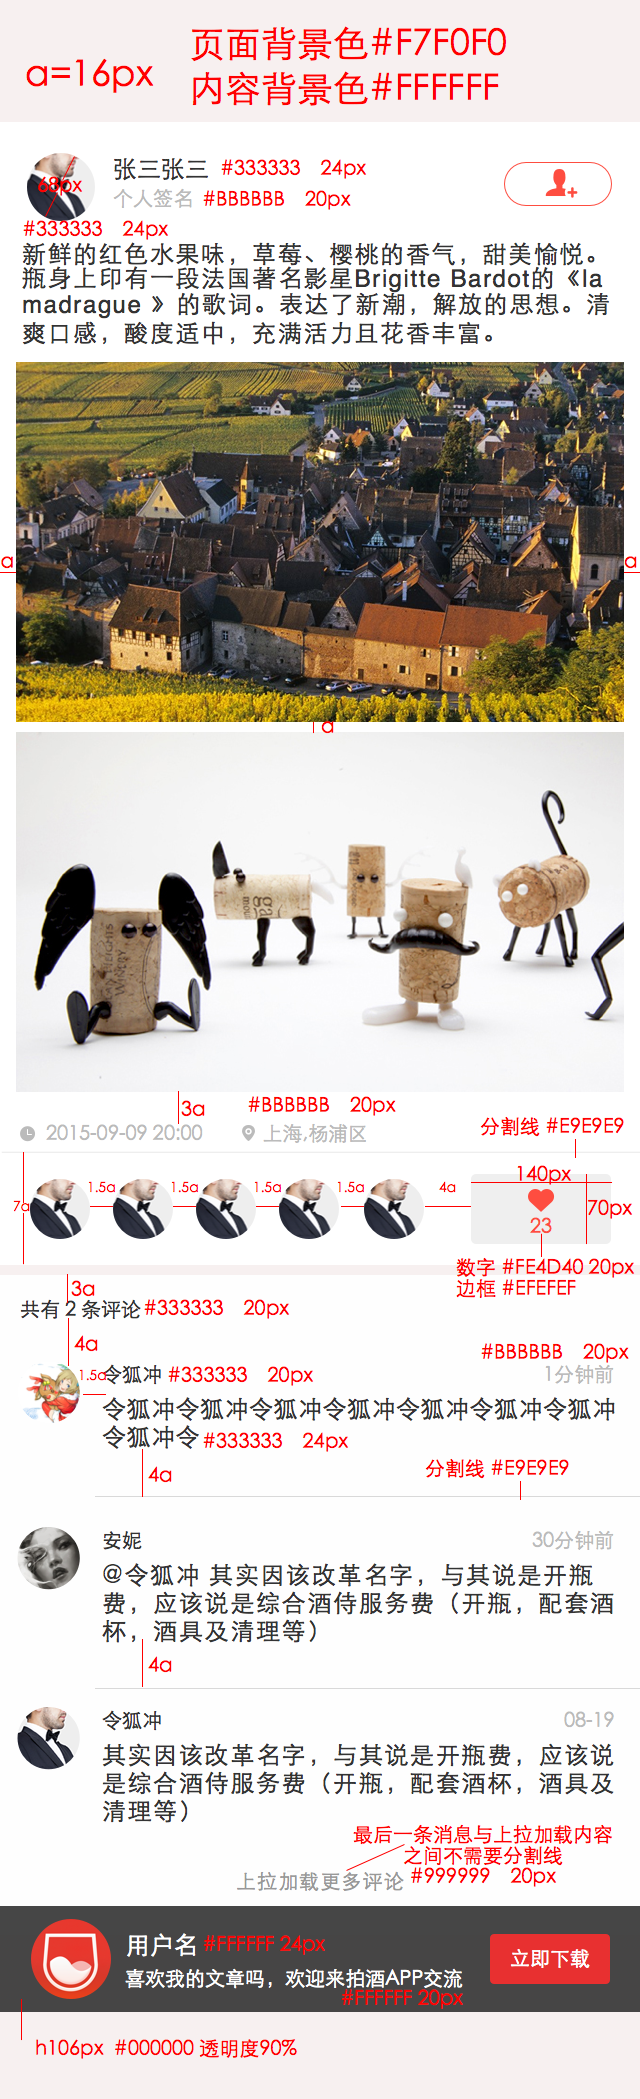 页面背景色#F7F0F0
a=16px
内容背景色#FFFFFF
张三张三 #333333 24px
68px
个人签名 #BBBBBB 20px
#333333 24px
新鲜的红色水果味，草莓、樱桃的香气，甜美愉悦。
瓶身上印有一段法国著名影星Brigitte Bardot的《la
madrague 》的歌词。表达了新潮，解放的思想。清
爽口感，酸度适中，充满活力且花香丰富。
a
a
a
3a
#BBBBBB 20px
2015-09-09 20:00 上海,杨浦区
分割线 #E9E9E9
140px
7a
1.5a 1.5a 1.5a 1.5a 4a
70px
23
数字 #FE4D40 20px
边框 #EFEFEF
3a
共有 2 条评论 #333333 20px
4a
#BBBBBB 20px
1.5a
令狐冲 #333333 20px
1分钟前
令狐冲令狐冲令狐冲令狐冲令狐冲令狐冲令狐冲
令狐冲令 #333333 24px
4a
分割线 #E9E9E9
安妮 30分钟前
@令狐冲 其实因该改革名字，与其说是开瓶
费，应该说是综合酒侍服务费（开瓶，配套酒
杯，酒具及清理等）
4a
令狐冲 08-19
其实因该改革名字，与其说是开瓶费，应该说
是综合酒侍服务费（开瓶，配套酒杯，酒具及
清理等）
最后一条消息与上拉加载内容
之间不需要分割线
上拉加载更多评论 #999999 20px
用户名 #FFFFFF 24px
立即下载
喜欢我的文章吗，欢迎来拍酒APP交流
#FFFFFF 20px
h106px #000000 透明度90%